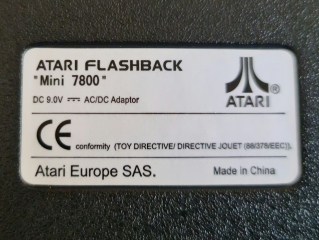 ATARI FLASHBACK
"Mini 7800"
DC 9.0V ⎓ AC/DC Adaptor
ATARI®
CE conformity (TOY DIRECTIVE/ DIRECTIVE JOUET (88/378/EEC)).
Atari Europe SAS.
Made in China